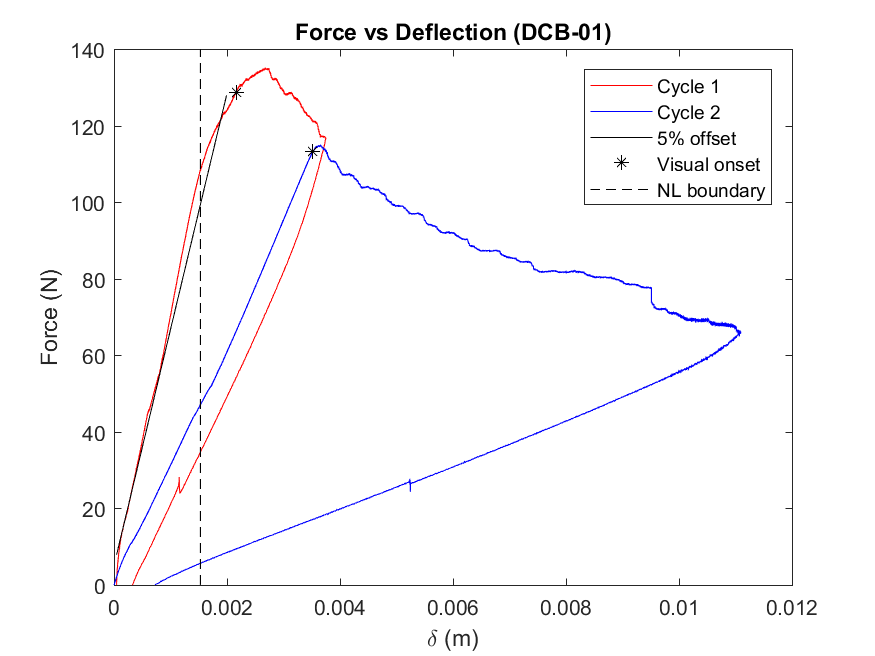 Force vs Deflection (DCB-01)
140
120
100
80
60
40
20
0
Force (N)
Cycle 1
Cycle 2
5% offset
Visual onset
NL boundary
0 0.002 0.004 0.006 0.008 0.01 0.012
δ (m)